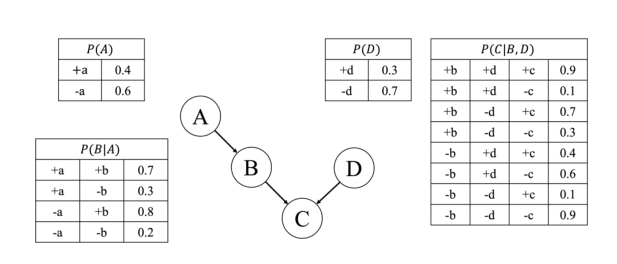 P(A)
+a 0.4
-a 0.6
P(D)
+d 0.3
-d 0.7
P(C|B, D)
+b +d +c 0.9
+b +d -c 0.1
+b -d +c 0.7
+b -d -c 0.3
-b +d +c 0.4
-b +d -c 0.6
-b -d +c 0.1
-b -d -c 0.9
P(B|A)
+a +b 0.7
+a -b 0.3
-a +b 0.8
-a -b 0.2
A
B
D
C